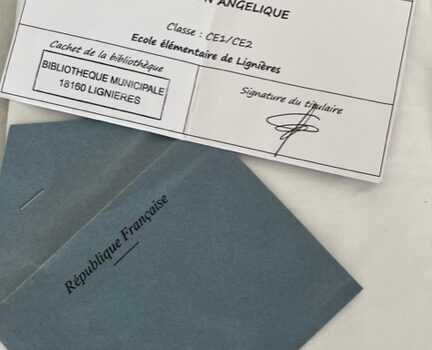 ANGELIQUE
Classe : CE1/CE2
Ecole élémentaire de Lignières
Cachet de la bibliothèque
BIBLIOTHEQUE MUNICIPALE
18160 LIGNIERES
Signature du titulaire
République Française